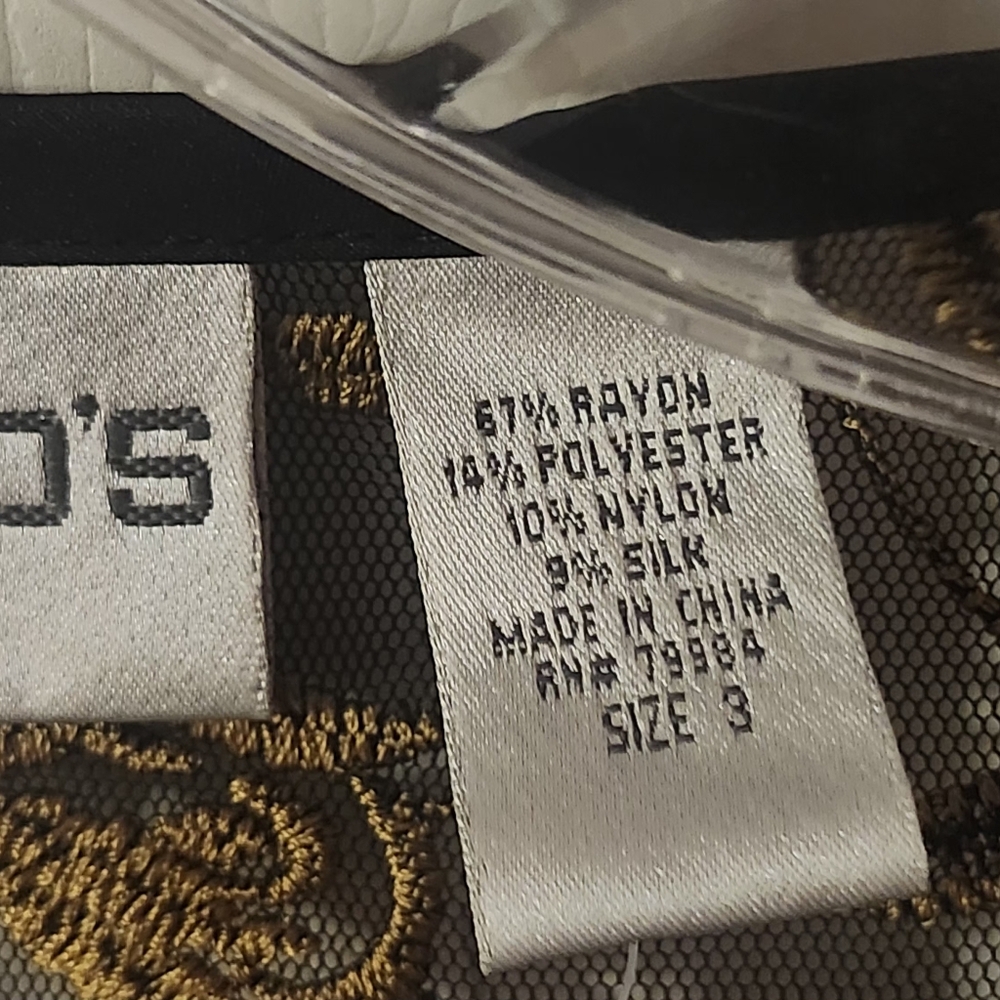 O'S
67% RAYON
14% POLYESTER
10% NYLON
9% SILK
MADE IN CHINA
RN# 79984
SIZE 3